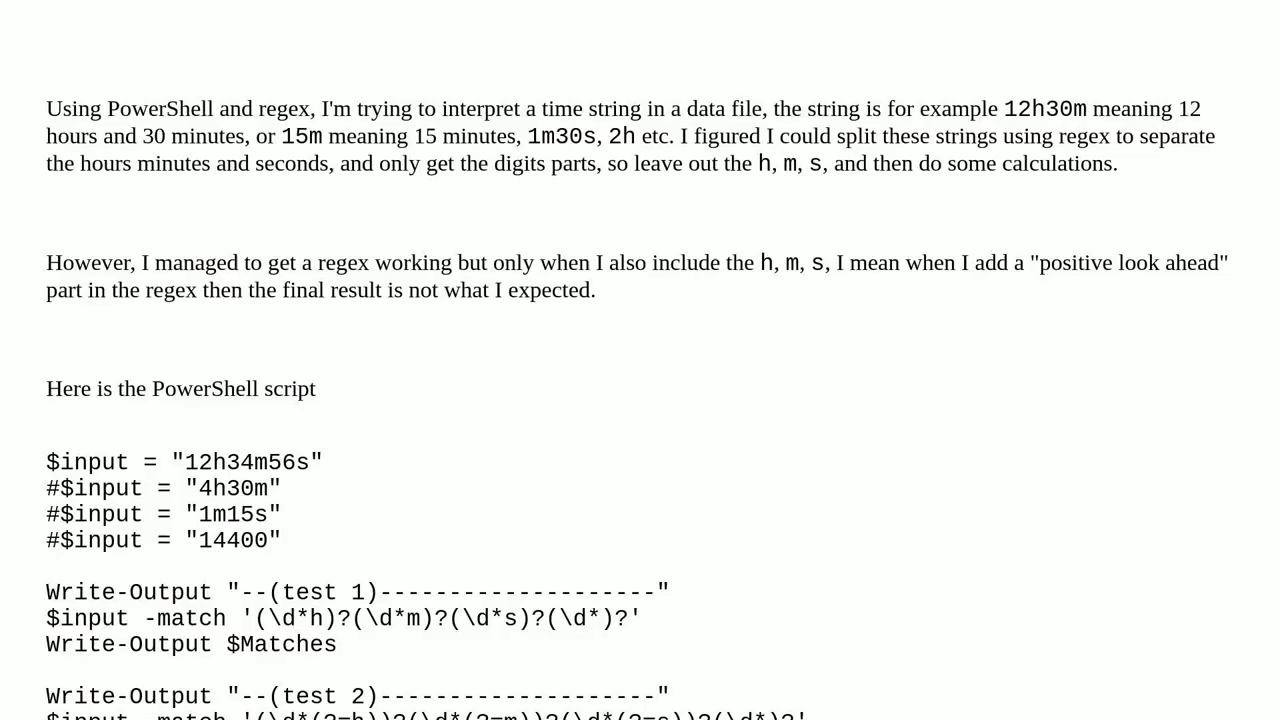 Using PowerShell and regex, I'm trying to interpret a time string in a data file, the string is for example 12h30m meaning 12
hours and 30 minutes, or 15m meaning 15 minutes, 1m30s, 2h etc. I figured I could split these strings using regex to separate
the hours minutes and seconds, and only get the digits parts, so leave out the h, m, s, and then do some calculations.
However, I managed to get a regex working but only when I also include the h, m, s, I mean when I add a "positive look ahead"
part in the regex then the final result is not what I expected.
Here is the PowerShell script
$input = "12h34m56s"
#$input = "4h30m"
#$input = "1m15s"
#$input = "14400"
Write-Output "--(test 1)--------------------"
$input -match '(\d*h)?(\d*m)?(\d*s)?(\d*)?'
Write-Output $Matches
Write-Output "--(test 2)--------------------"
$input -match '(\d*(?=h))?(\d*(?=m))?(\d*(?=s))?(\d*)?'